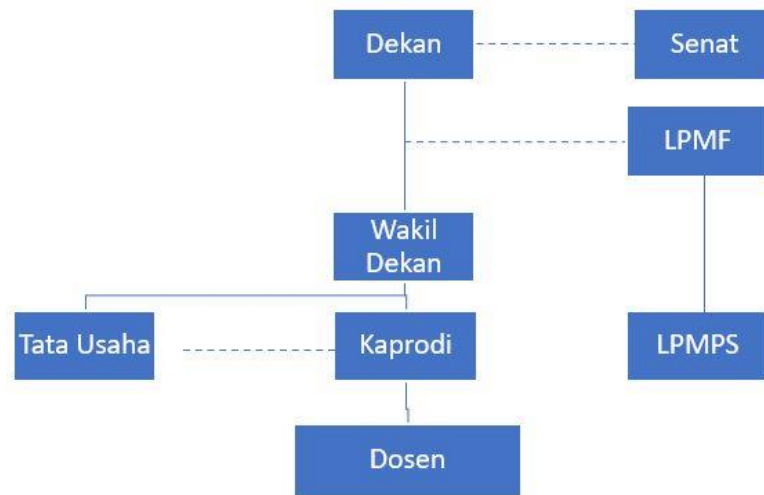 Dekan
Senat
LPMF
Wakil
Dekan
Tata Usaha
Kaprodi
LPMPS
Dosen